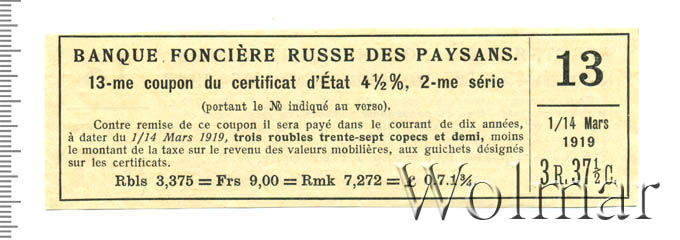 BANQUE FONCIÈRE RUSSE DES PAYSANS.
13-me coupon du certificat d'État 4½%, 2-me série
(portant le № indiqué au verso).
Contre remise de ce coupon il sera payé dans le courant de dix années,
à dater du 1/14 Mars 1919, trois roubles trente-sept copecs et demi, moins
le montant de la taxe sur le revenu des valeurs mobilières, aux guichets désignés
sur les certificats.
Rbls 3,375 = Frs 9,00 = Rmk 7,272 = £ 0.7.1¾
13
1/14 Mars
1919
3 R. 37½ C.
Wolmar